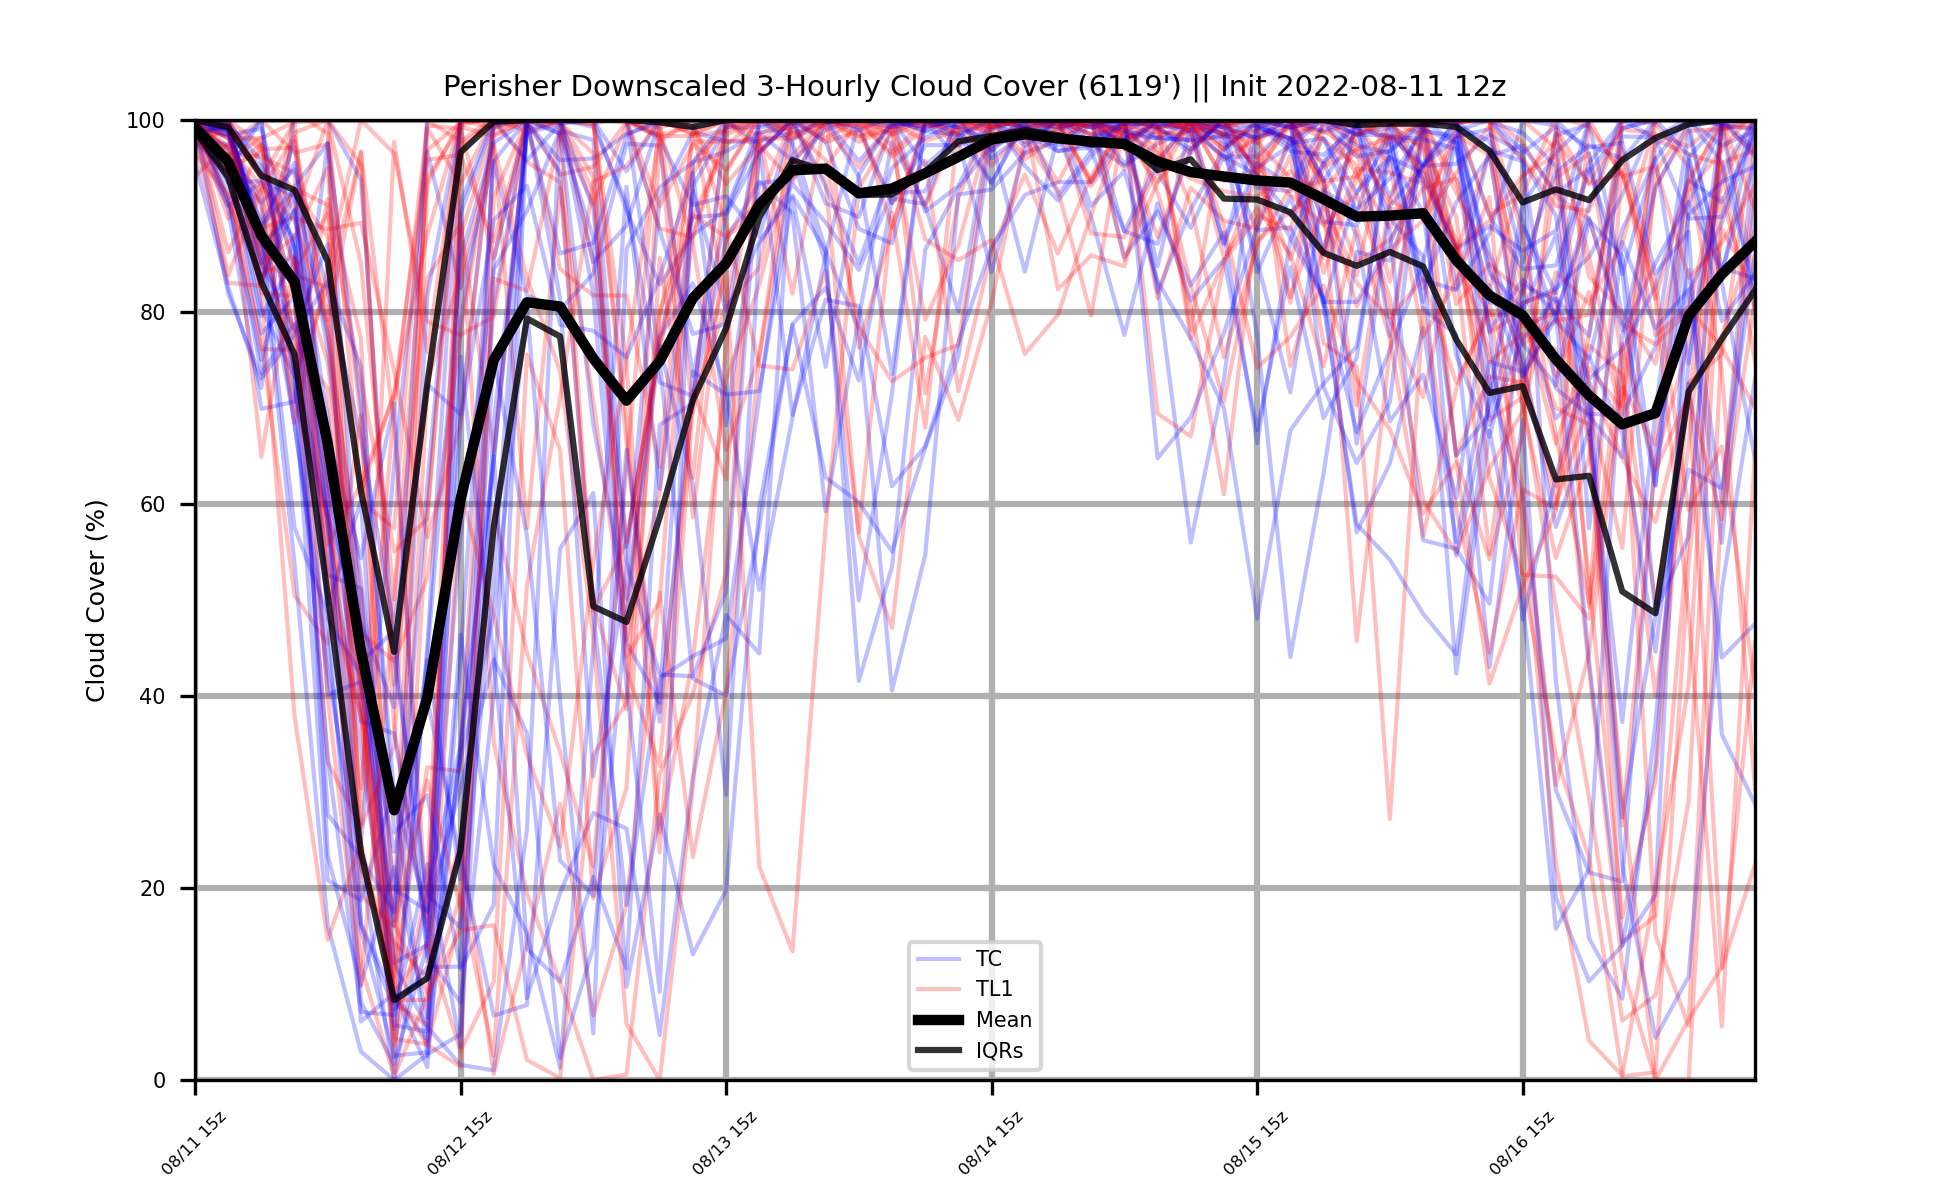 Perisher Downscaled 3-Hourly Cloud Cover (6119') || Init 2022-08-11 12z
Cloud Cover (%)
100
80
60
40
20
0
TC
TL1
Mean
IQRs
08/11 15z
08/12 15z
08/13 15z
08/14 15z
08/15 15z
08/16 15z